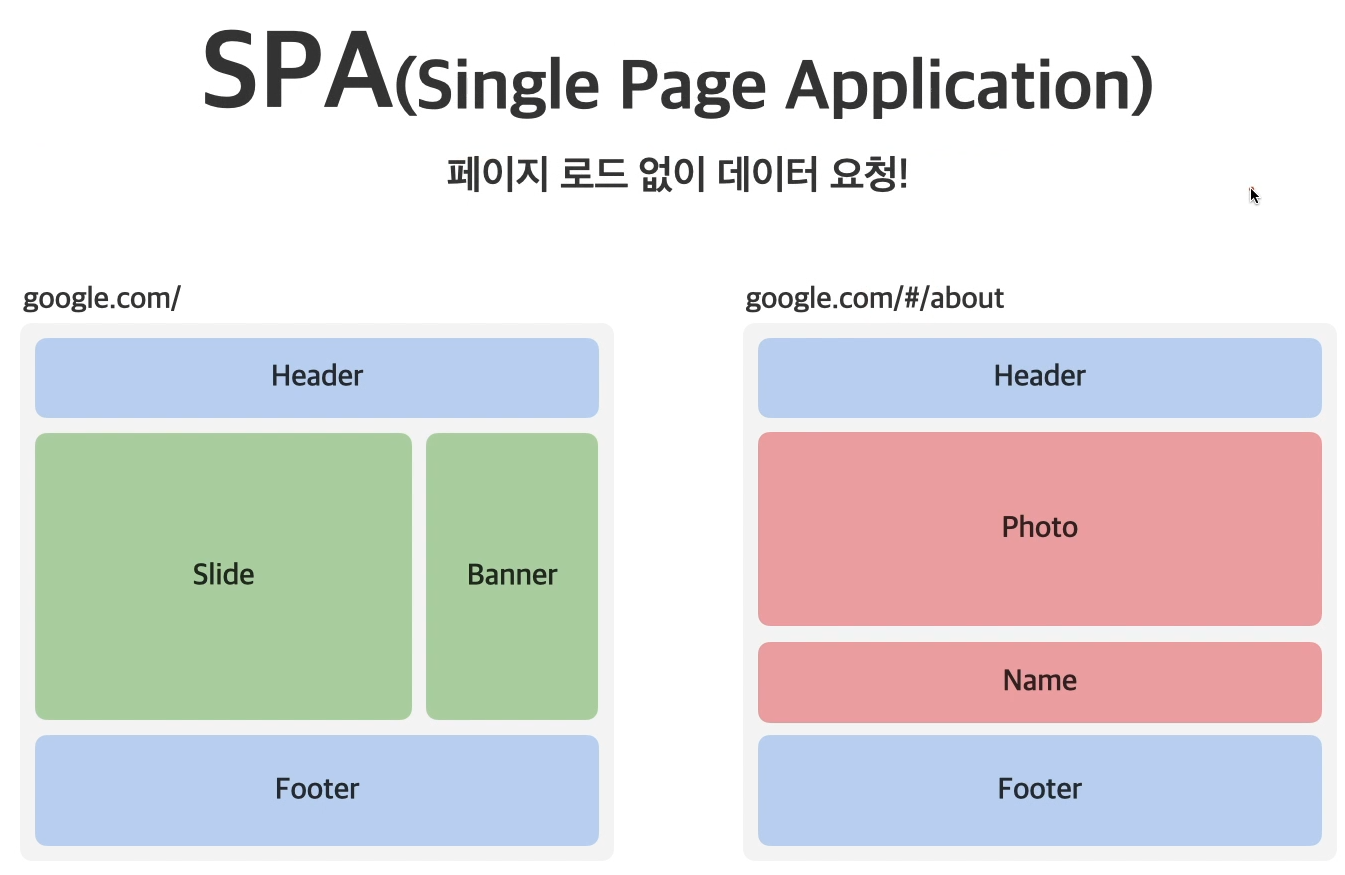 SPA(Single Page Application)
페이지 로드 없이 데이터 요청!
google.com/
Header
Slide
Banner
Footer
google.com/#/about
Header
Photo
Name
Footer